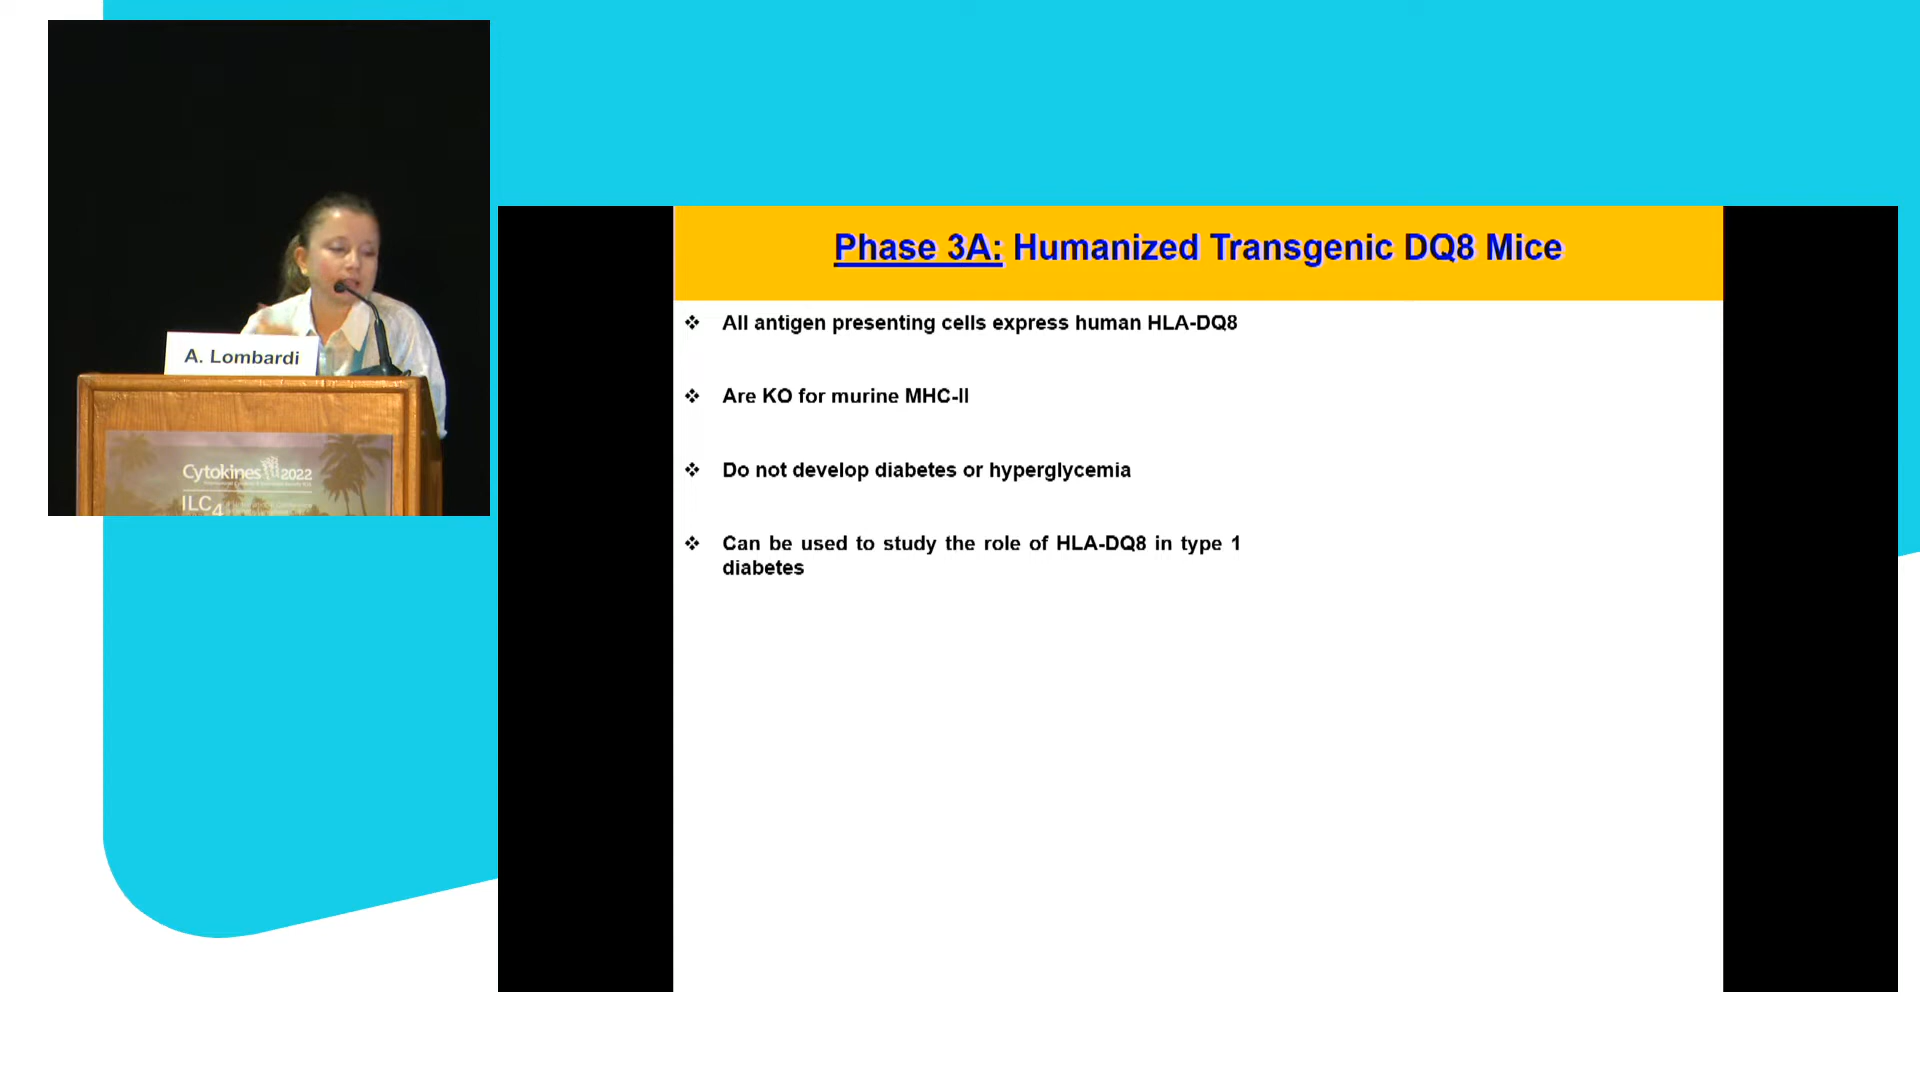 Phase 3A: Humanized Transgenic DQ8 Mice
❖ All antigen presenting cells express human HLA-DQ8
❖ Are KO for murine MHC-II
❖ Do not develop diabetes or hyperglycemia
❖ Can be used to study the role of HLA-DQ8 in type 1
diabetes
A. Lombardi
Cytokines 2022
ILC4